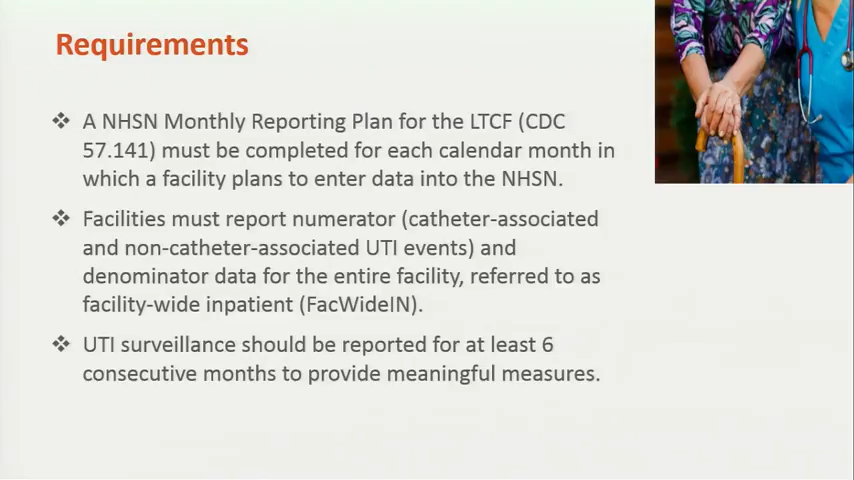 Requirements
❖ A NHSN Monthly Reporting Plan for the LTCF (CDC
57.141) must be completed for each calendar month in
which a facility plans to enter data into the NHSN.
❖ Facilities must report numerator (catheter-associated
and non-catheter-associated UTI events) and
denominator data for the entire facility, referred to as
facility-wide inpatient (FacWideIN).
❖ UTI surveillance should be reported for at least 6
consecutive months to provide meaningful measures.